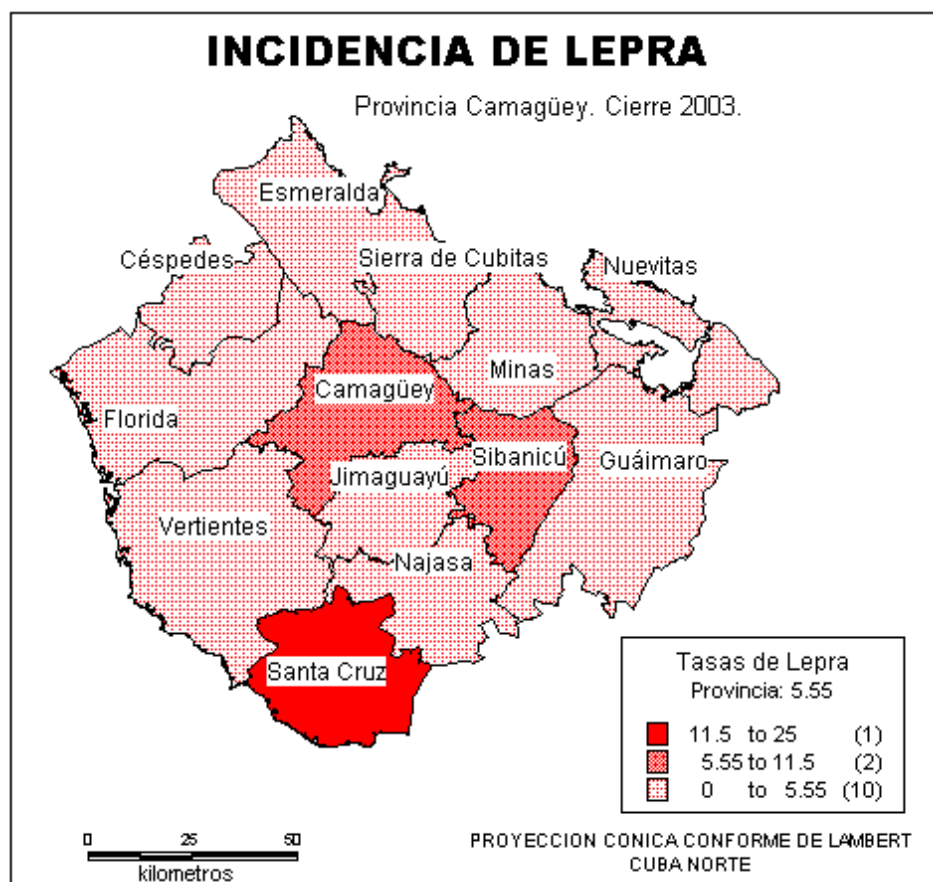 INCIDENCIA DE LEPRA
Provincia Camagüey. Cierre 2003.
Esmeralda
Céspedes
Sierra de Cubitas
Nuevitas
Minas
Camagüey
Florida
Sibanicú
Guáimaro
Jimaguayú
Vertientes
Najasa
Santa Cruz
Tasas de Lepra
Provincia: 5.55
11.5 to 25 (1)
5.55 to 11.5 (2)
0 to 5.55 (10)
0 25 50
kilometros
PROYECCION CONICA CONFORME DE LAMBERT
CUBA NORTE